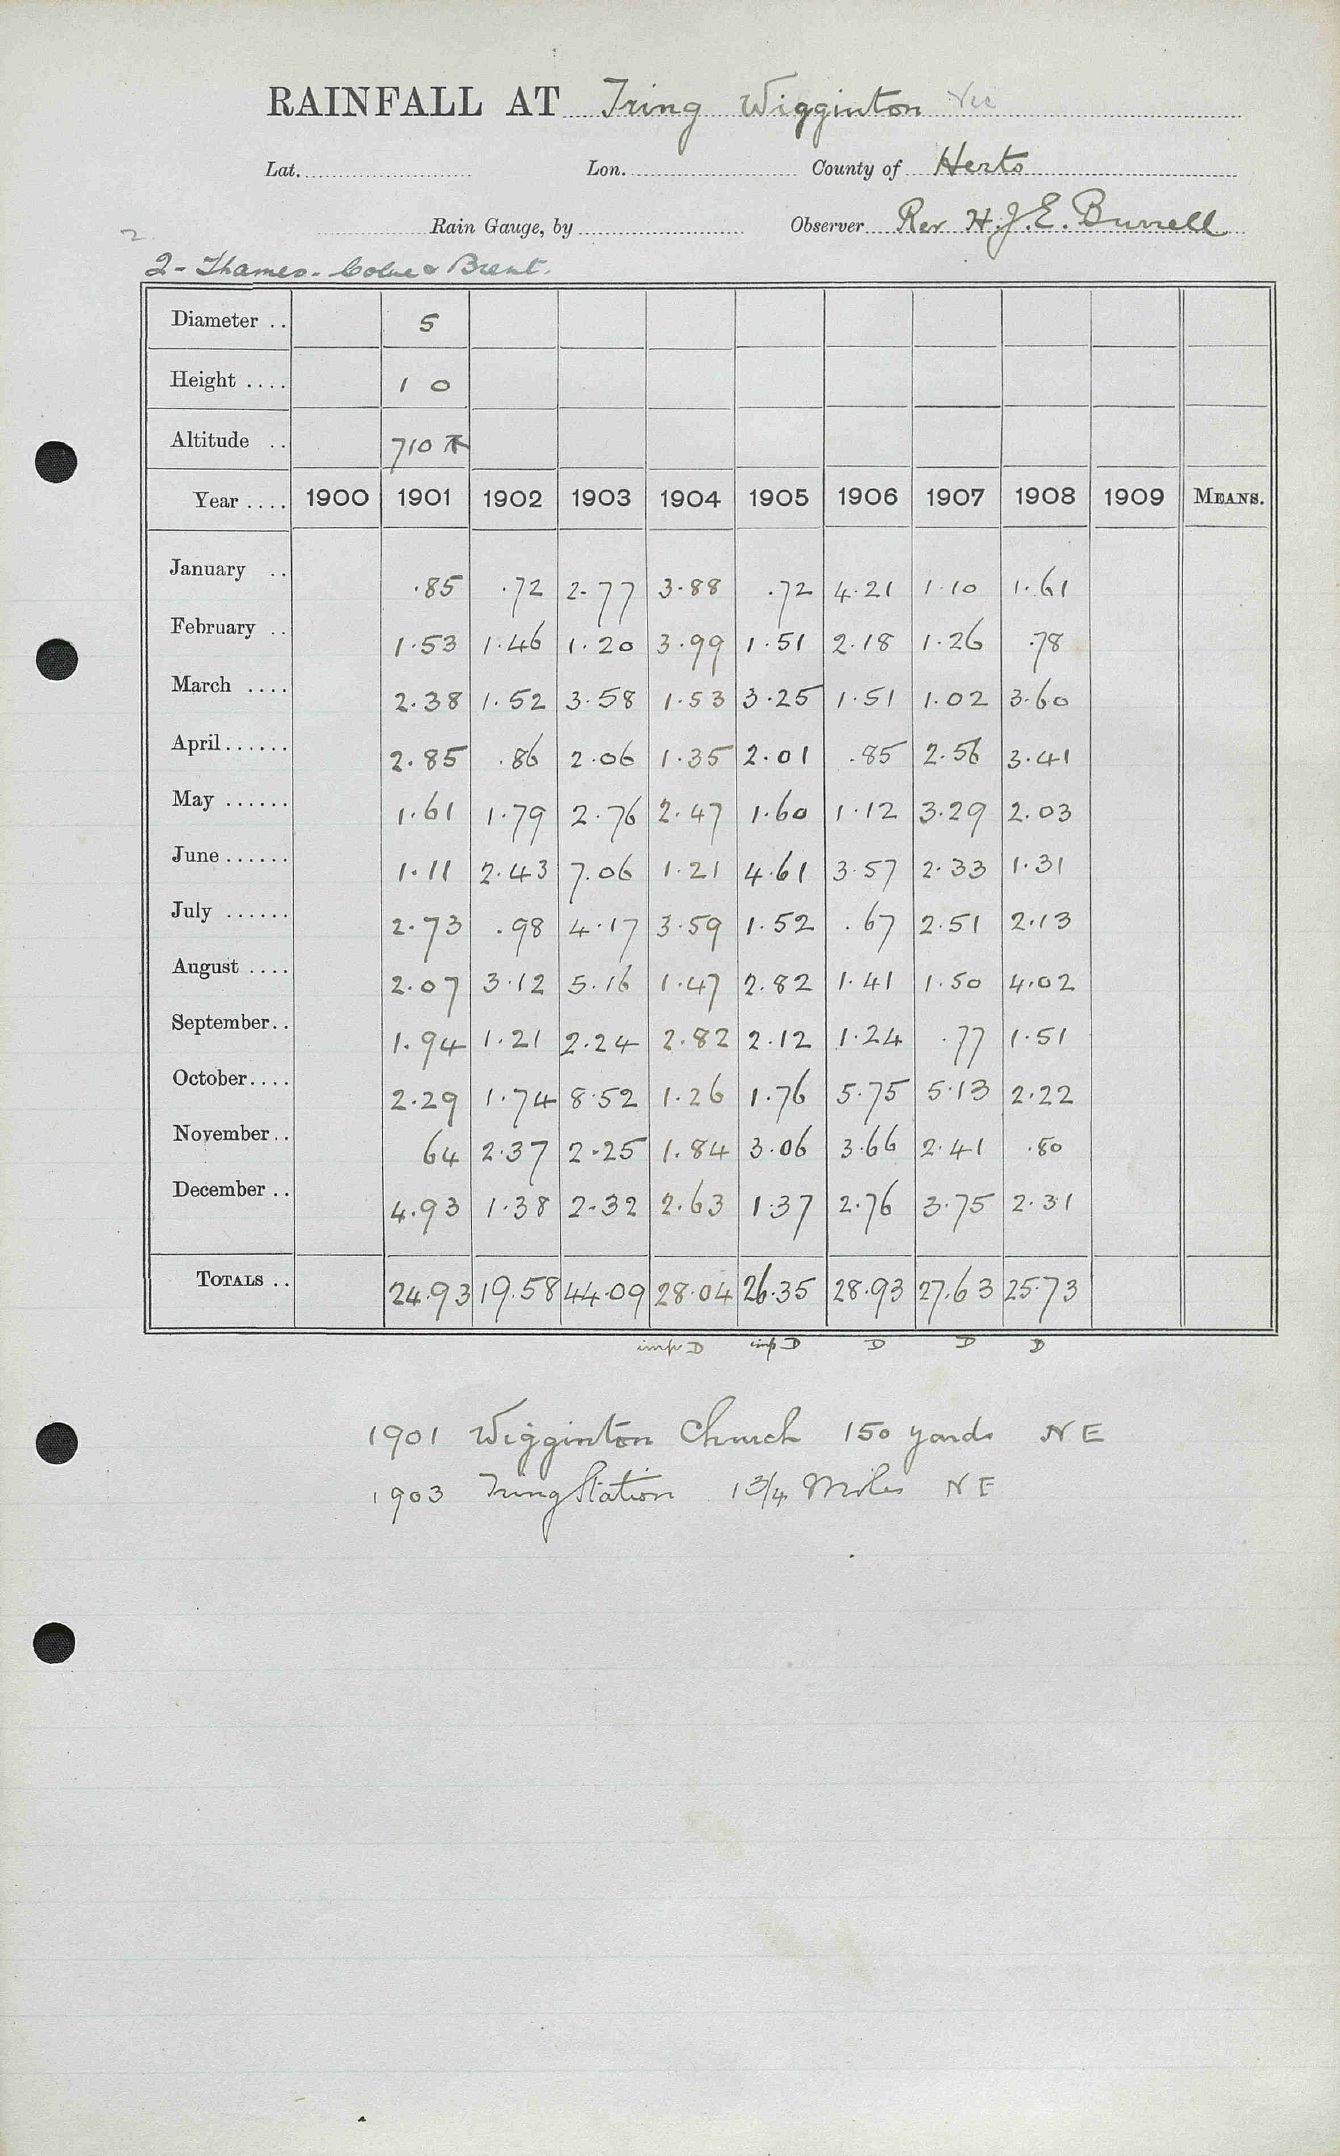 RAINFALL AT Tring Wigginton Vic
Lat. Lon. County of Herts
Rain Gauge, by Observer Rev H.J.E. Burrell
2
2 - Thames - Colne & Brent.
Diameter .. 5
Height .... 1 0
Altitude .. 710
Year .... 1900 1901 1902 1903 1904 1905 1906 1907 1908 1909 MEANS.
January .. .85 .72 2.77 3.88 .72 4.21 1.10 1.61
February .. 1.53 1.46 1.20 3.99 1.51 2.18 1.26 .78
March .... 2.38 1.52 3.58 1.53 3.25 1.51 1.02 3.60
April...... 2.85 .86 2.06 1.35 2.01 .85 2.56 3.41
May ...... 1.61 1.79 2.76 2.47 1.60 1.12 3.29 2.03
June...... 1.11 2.43 7.06 1.21 4.61 3.57 2.33 1.31
July ...... 2.73 .98 4.17 3.59 1.52 .67 2.51 2.13
August .... 2.07 3.12 5.16 1.47 2.82 1.41 1.50 4.02
September.. 1.94 1.21 2.24 2.82 2.12 1.24 .77 1.51
October.... 2.29 1.74 8.52 1.26 1.76 5.75 5.13 2.22
November.. 64 2.37 2.25 1.84 3.06 3.66 2.41 .80
December .. 4.93 1.38 2.32 2.63 1.37 2.76 3.75 2.31
TOTALS .. 24.93 19.58 44.09 28.04 26.35 28.93 27.63 25.73
imp D imp D D D D
1901 Wigginton Church 150 yards NE
1903 Tring Station 1 3/4 Miles NE